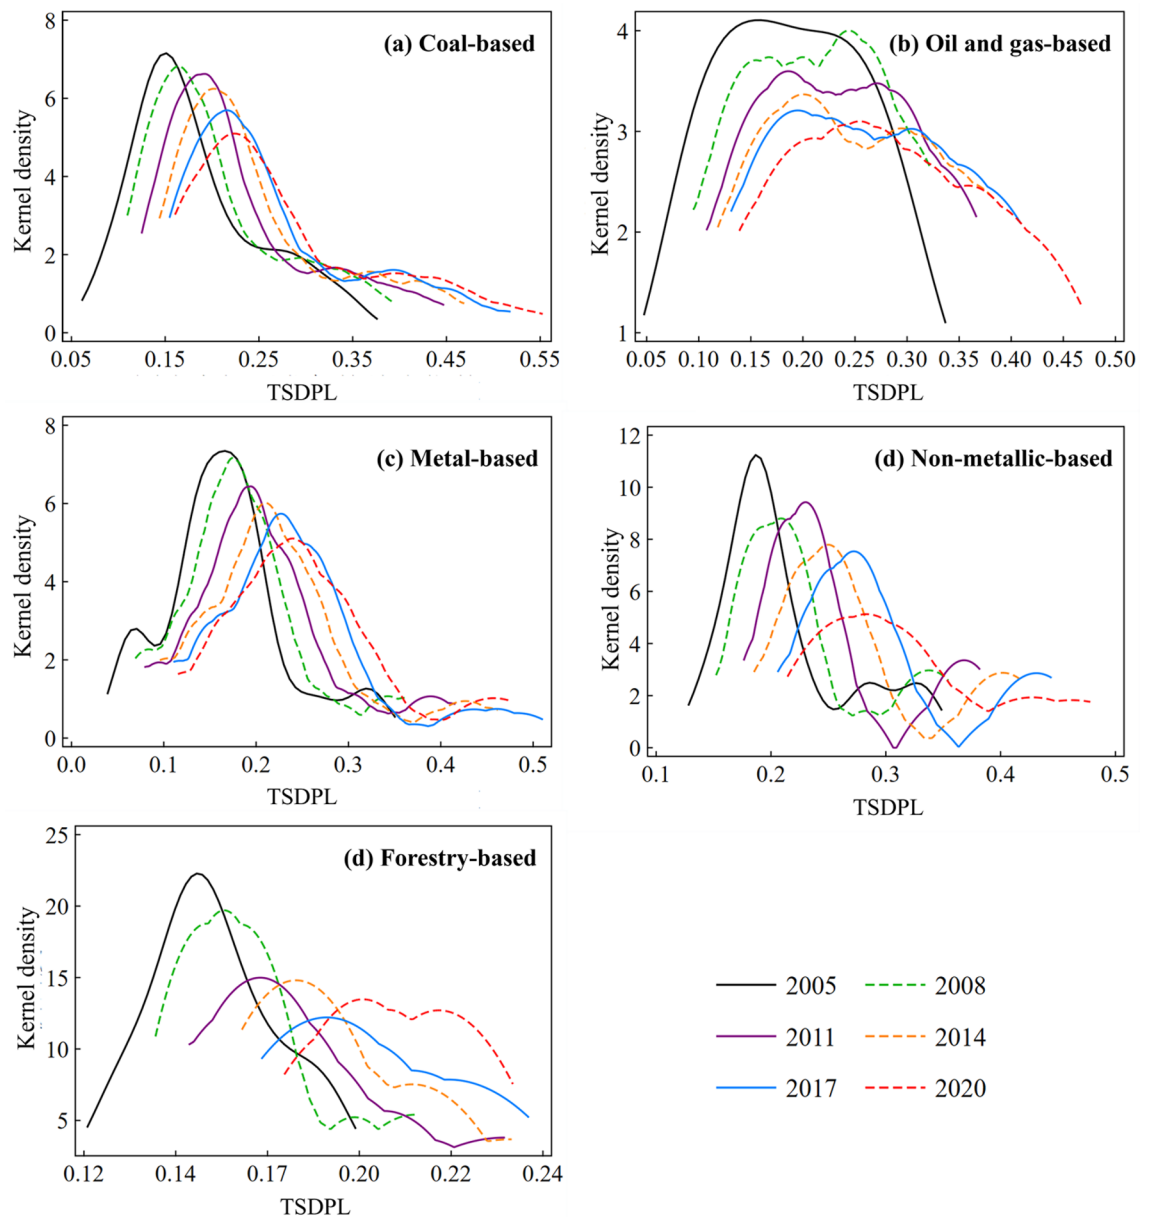 8
6
4
2
0
Kernel density
(a) Coal-based
0.05 0.15 0.25 0.35 0.45 0.55
TSDPL
4
3
2
1
Kernel density
(b) Oil and gas-based
0.05 0.10 0.15 0.20 0.25 0.30 0.35 0.40 0.45 0.50
TSDPL
8
6
4
2
0
Kernel density
(c) Metal-based
0.0 0.1 0.2 0.3 0.4 0.5
TSDPL
12
10
8
6
4
2
0
Kernel density
(d) Non-metallic-based
0.1 0.2 0.3 0.4 0.5
TSDPL
25
20
15
10
5
Kernel density
(d) Forestry-based
0.12 0.14 0.17 0.20 0.22 0.24
TSDPL
2005 2008
2011 2014
2017 2020